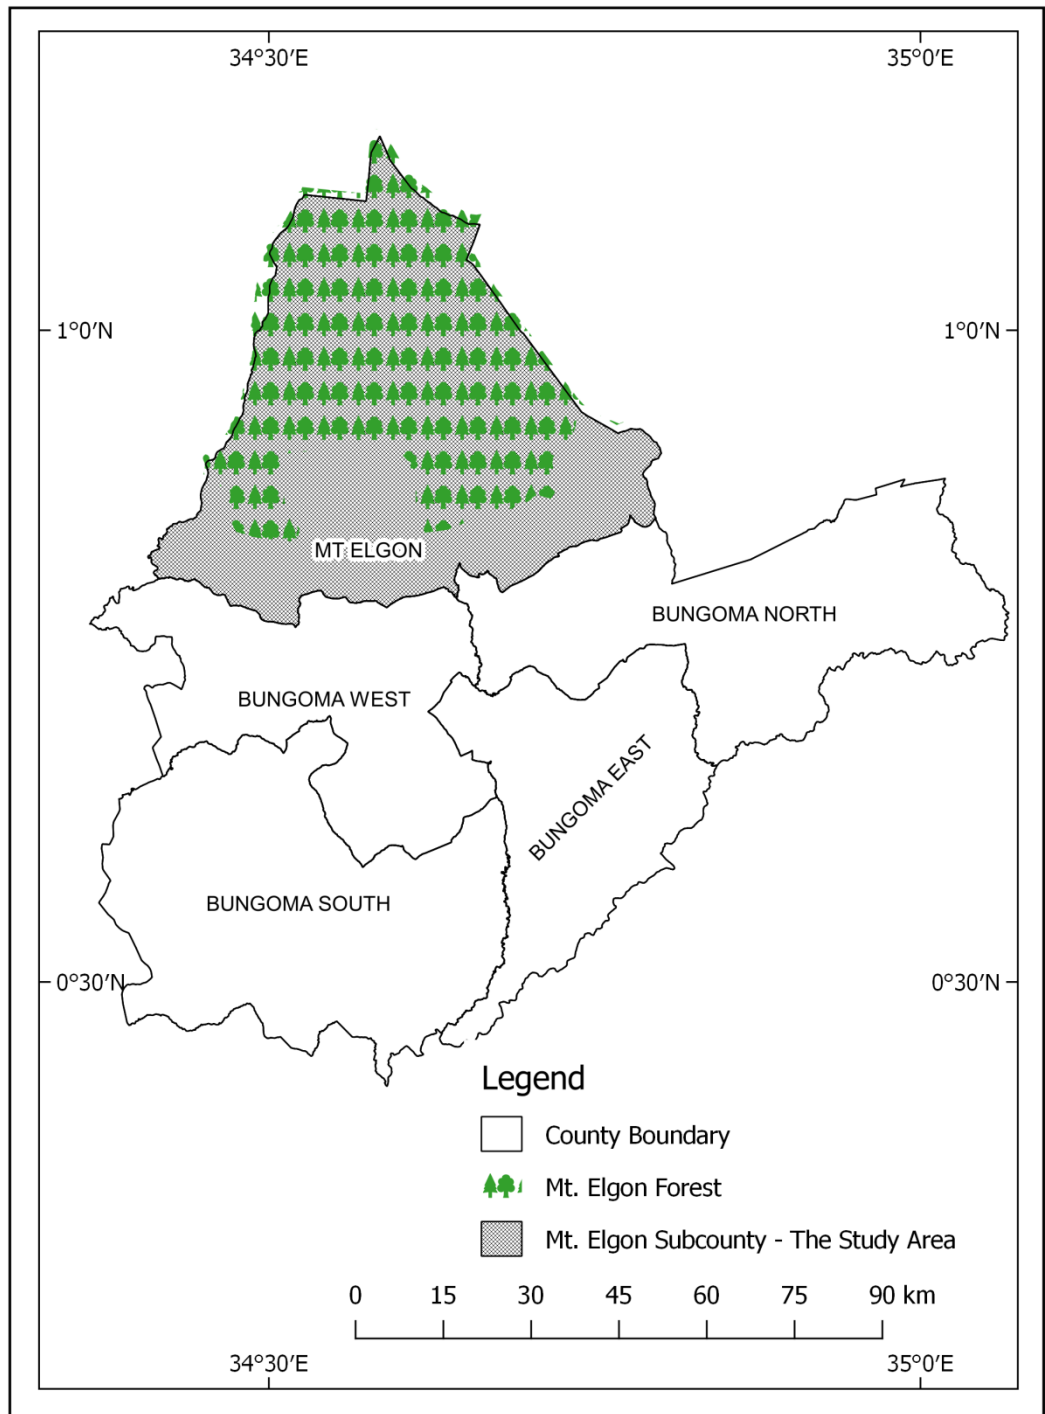 34°30'E 35°0'E
1°0'N 1°0'N
MT ELGON
BUNGOMA NORTH
BUNGOMA WEST
BUNGOMA EAST
BUNGOMA SOUTH
0°30'N 0°30'N
Legend
County Boundary
Mt. Elgon Forest
Mt. Elgon Subcounty - The Study Area
0 15 30 45 60 75 90 km
34°30'E 35°0'E